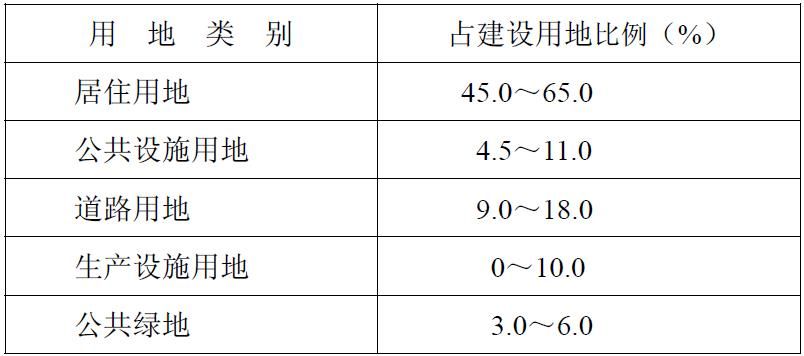 用地类别 占建设用地比例（%）
居住用地 45.0～65.0
公共设施用地 4.5～11.0
道路用地 9.0～18.0
生产设施用地 0～10.0
公共绿地 3.0～6.0